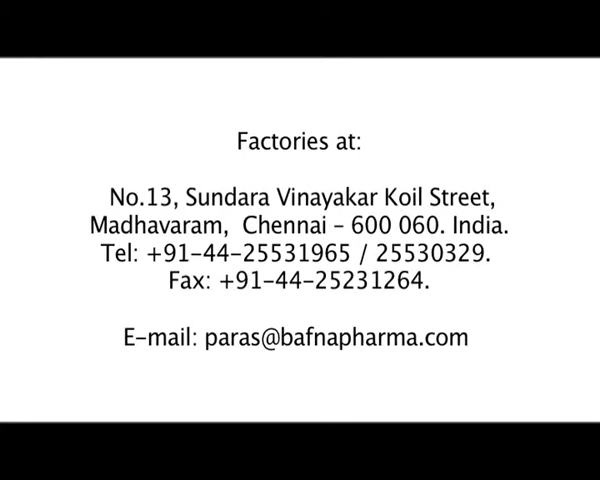 Factories at:
No.13, Sundara Vinayakar Koil Street,
Madhavaram, Chennai - 600 060. India.
Tel: +91-44-25531965 / 25530329.
Fax: +91-44-25231264.
E-mail: paras@bafnapharma.com